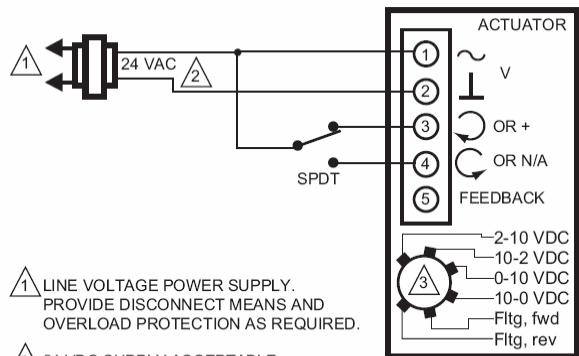 ACTUATOR
1
24 VAC
2
1
V
2
3
OR +
4
OR N/A
SPDT
5
FEEDBACK
2-10 VDC
10-2 VDC
3
0-10 VDC
10-0 VDC
Fltg, fwd
Fltg, rev
1 LINE VOLTAGE POWER SUPPLY.
PROVIDE DISCONNECT MEANS AND
OVERLOAD PROTECTION AS REQUIRED.